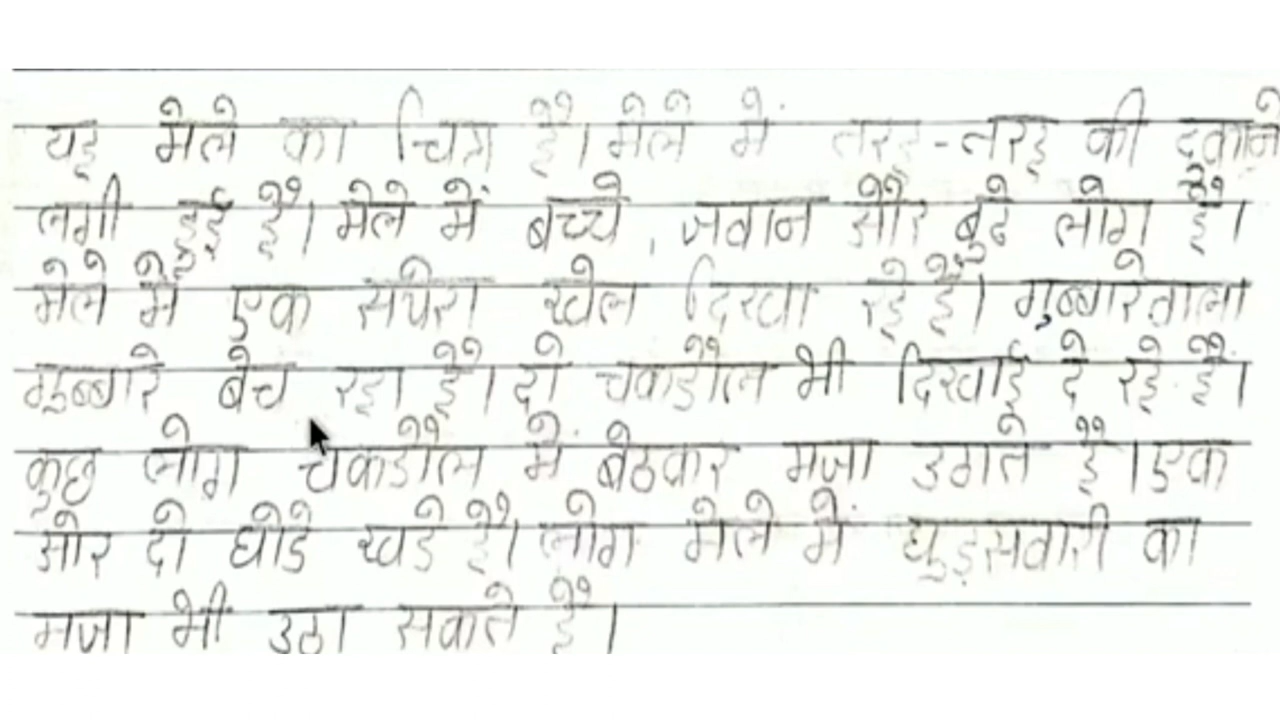 यह मेले का चित्र है। मेले में तरह-तरह की दुकाने
लगी हुई है। मेले में बच्चे, जवान और बुढे लोग है।
मेले मे एक सपेरा खेल दिखा रहे है। गुब्बारेवाला
गुब्बारे बेच रहा है। दो चकडौल भी दिखाई दे रहे हैं।
कुछ लोग चकडौल में बेठकर मजा उठाते है। एक
ओर दो घोडे खडे है। लोग मेले में घुड़सवारी का
मजा भी उठा सकते है।